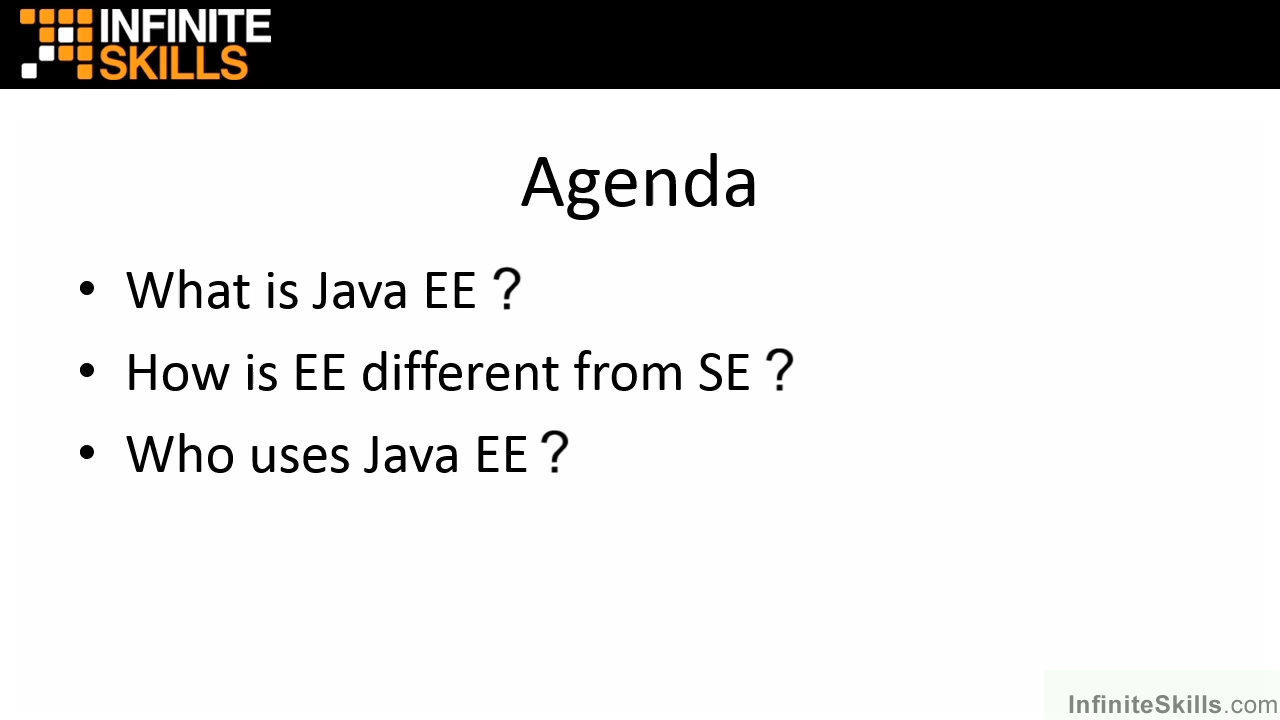 INFINITE
SKILLS
Agenda
• What is Java EE ?
• How is EE different from SE ?
• Who uses Java EE ?
InfiniteSkills.com